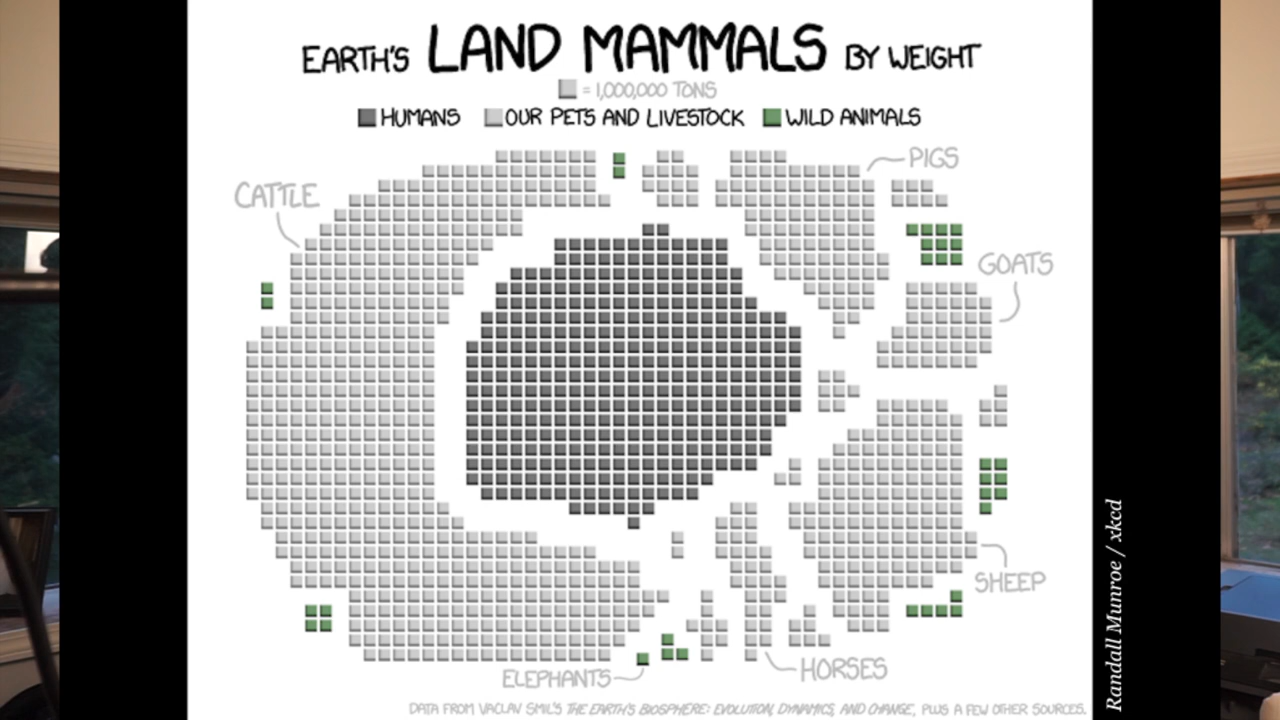 EARTH'S LAND MAMMALS BY WEIGHT
= 1,000,000 TONS
HUMANS OUR PETS AND LIVESTOCK WILD ANIMALS
PIGS
CATTLE
GOATS
SHEEP
HORSES
ELEPHANTS
DATA FROM VACLAV SMIL'S THE EARTH'S BIOSPHERE: EVOLUTION, DYNAMICS, AND CHANGE, PLUS A FEW OTHER SOURCES.
Randall Munroe / xkcd